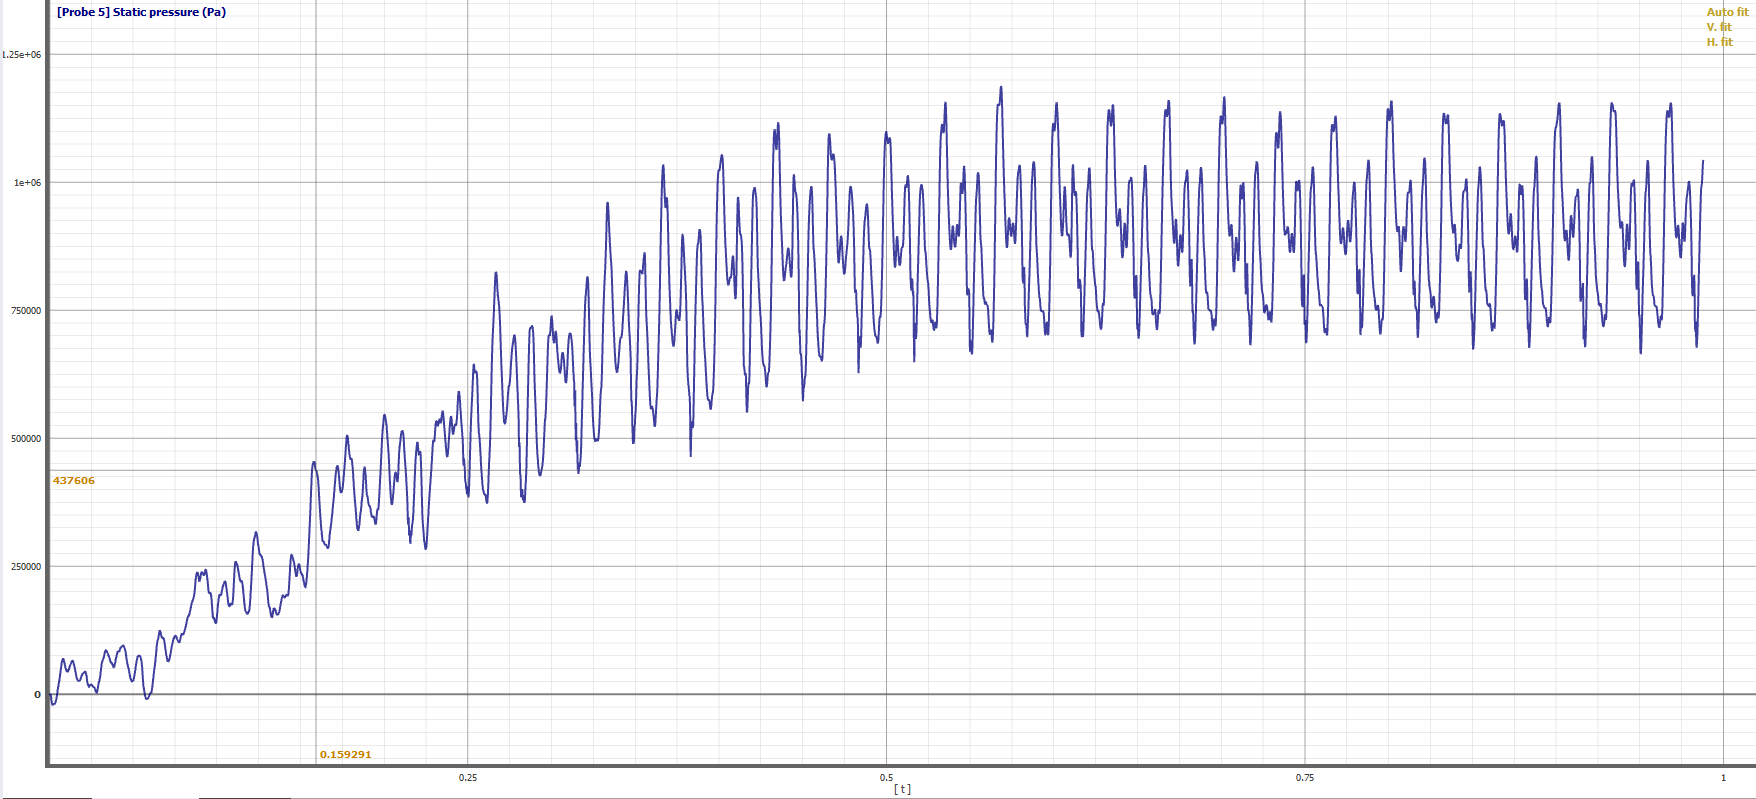 [Probe 5] Static pressure (Pa)
Auto fit
V. fit
H. fit
1.25e+06
1e+06
750000
500000
437606
250000
0
0.159291
0.25
0.5
0.75
1
[t]